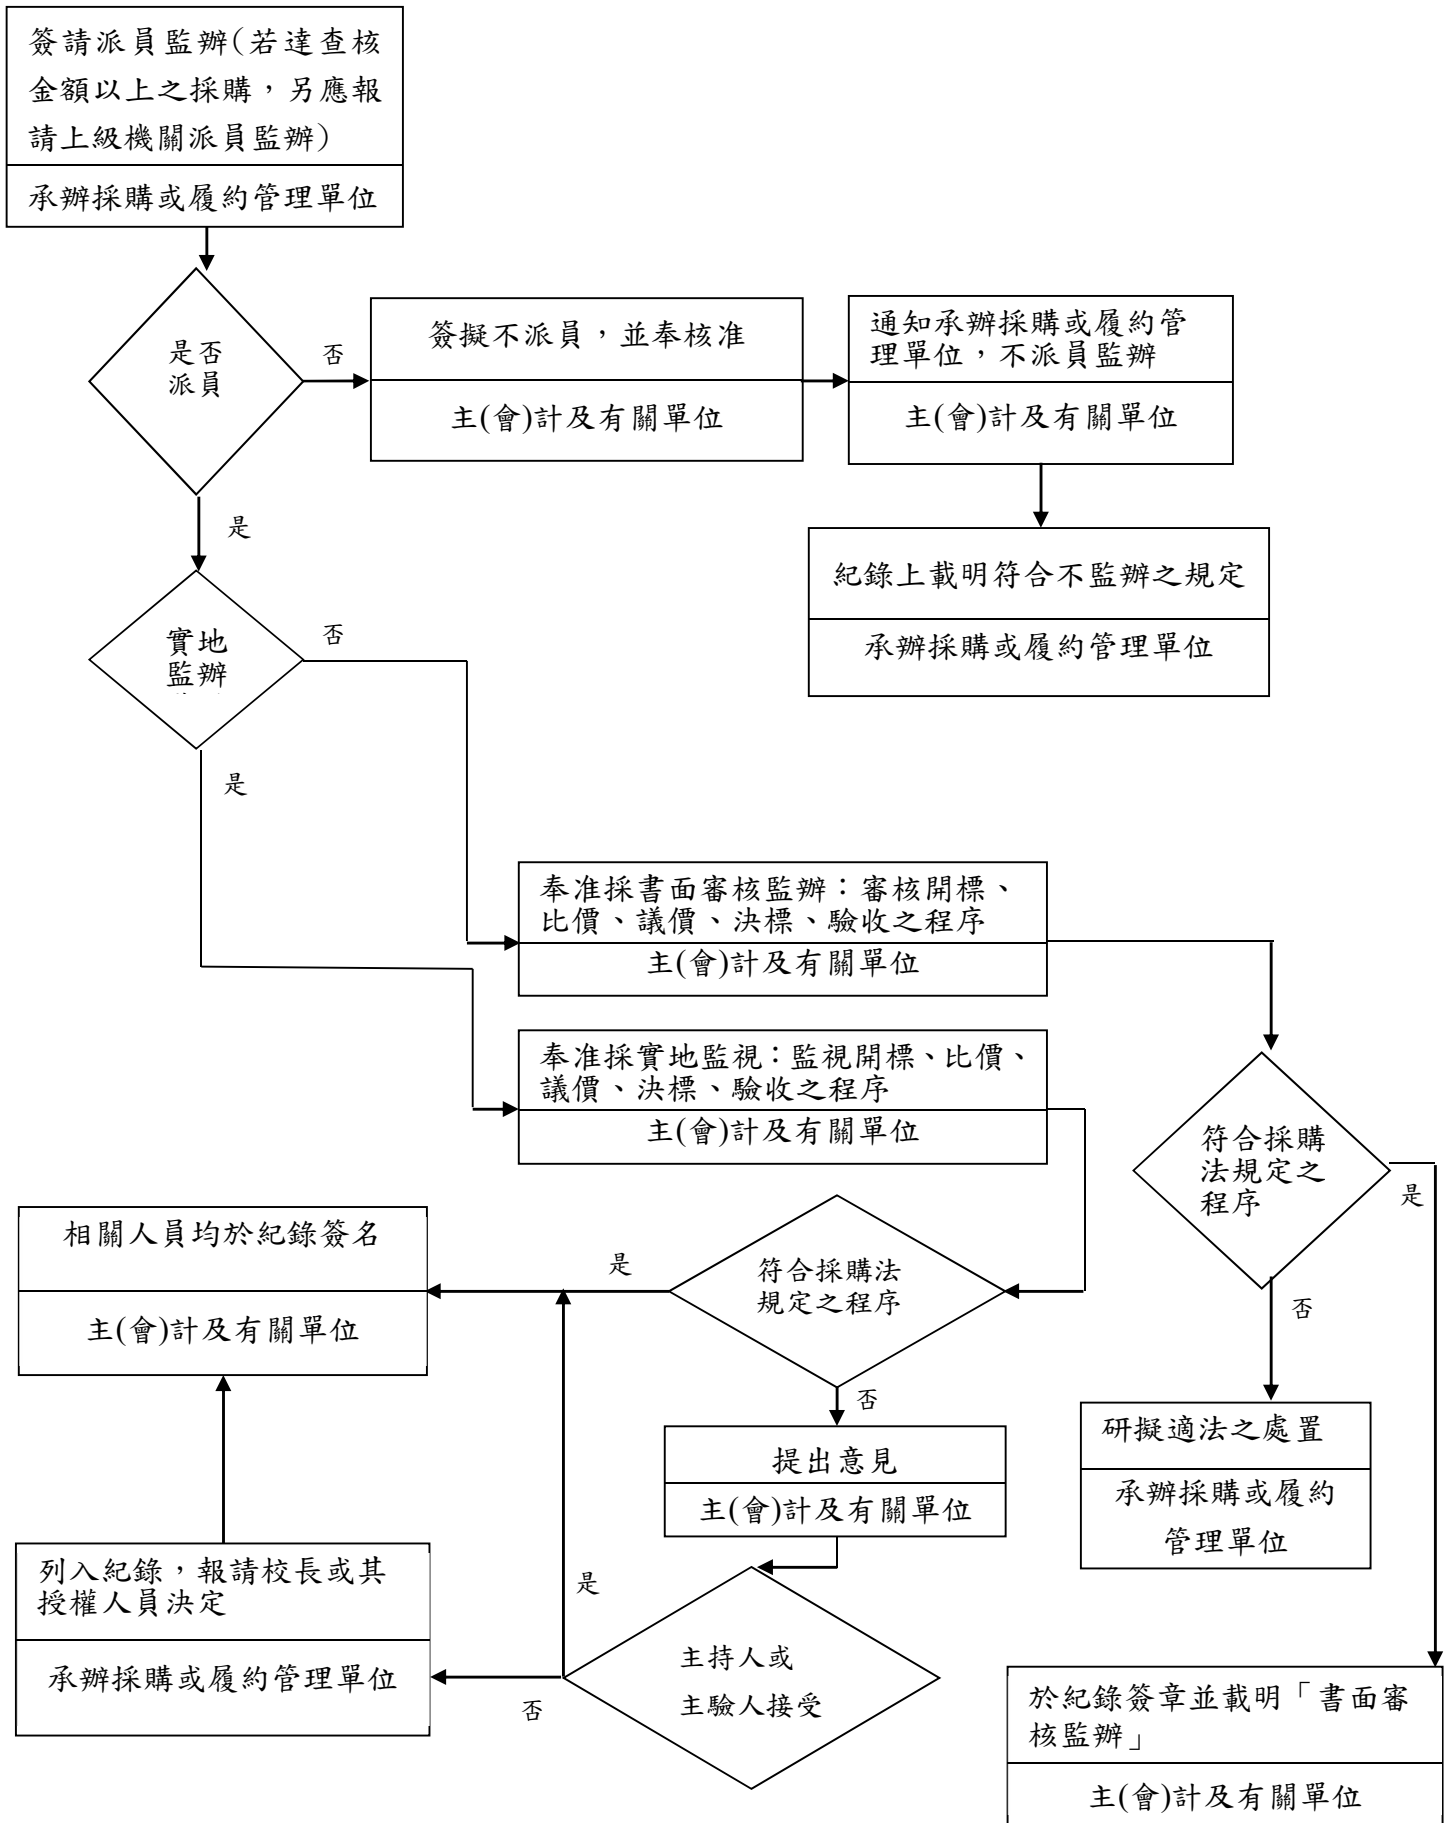 簽請派員監辦(若達查核
金額以上之採購,另應報
請上級機關派員監辦)
承辦採購或履約管理單位
是否
派員
否
簽擬不派員,並奉核准
主(會)計及有關單位
通知承辦採購或履約管
理單位,不派員監辦
主(會)計及有關單位
是
紀錄上載明符合不監辦之規定
承辦採購或履約管理單位
實地
監辦
否
是
奉准採書面審核監辦:審核開標、
比價、議價、決標、驗收之程序
主(會)計及有關單位
奉准採實地監視:監視開標、比價、
議價、決標、驗收之程序
主(會)計及有關單位
符合採購
法規定之
程序
是
否
相關人員均於紀錄簽名
主(會)計及有關單位
是
符合採購法
規定之程序
否
提出意見
主(會)計及有關單位
研擬適法之處置
承辦採購或履約
管理單位
列入紀錄,報請校長或其
授權人員決定
承辦採購或履約管理單位
是
否
主持人或
主驗人接受
於紀錄簽章並載明「書面審
核監辦」
主(會)計及有關單位